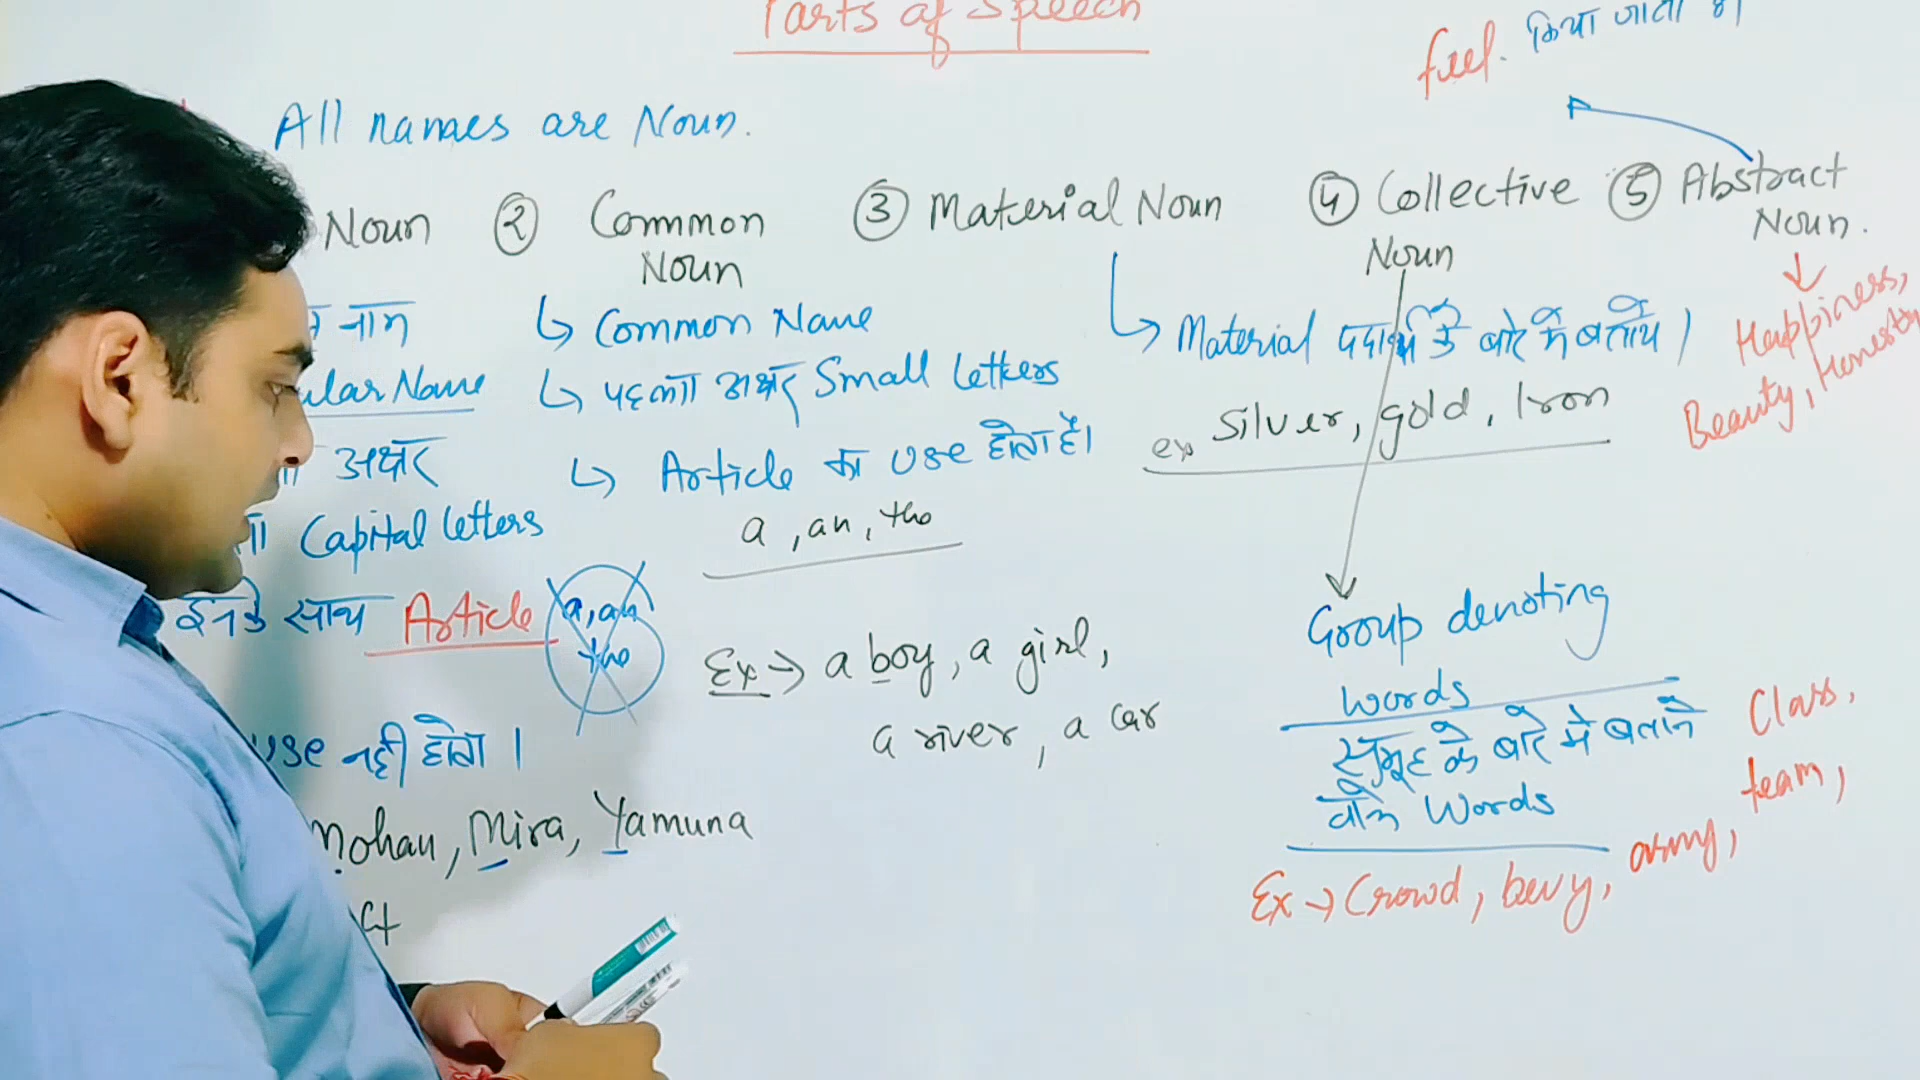 Parts of Speech
feel. किया जाता है।
All names are Noun.
Noun ② Common Noun ③ Material Noun ④ Collective Noun ⑤ Abstract Noun.
नाम
↳ Common Name
↳ Material पदार्थ के बारे में बताये।
Happiness,
Beauty, Honesty
ular Name
↳ पहला अक्षर Small letters
ex Silver, gold, Iron
अक्षर
↳ Article का use होता है।
Capital letters
a, an, the
इनके साथ Article a, an the
Group denoting
Words
Ex → a boy, a girl,
a river, a car
use नहीं होता।
समूह के बारे में बताने
वाले Words
Class,
team,
Mohan, Mira, Yamuna
Ex → Crowd, bevy, army,
ct